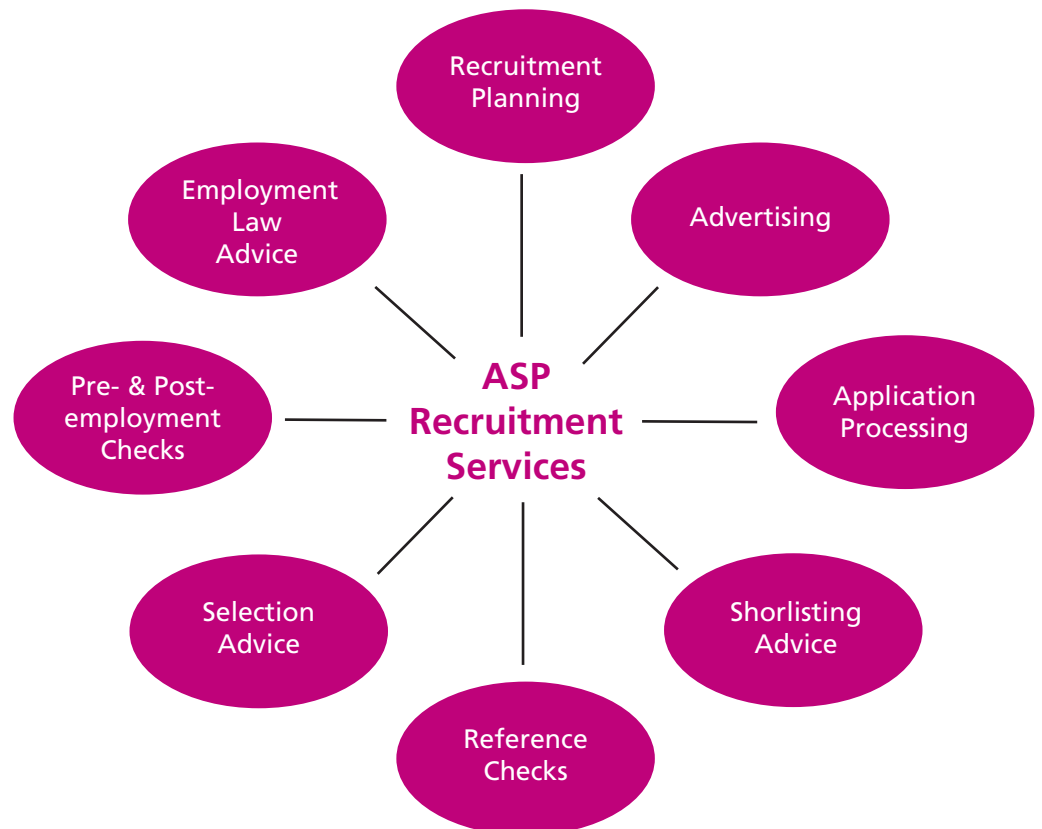 Recruitment
Planning
Advertising
Application
Processing
Shorlisting
Advice
Reference
Checks
Selection
Advice
Pre- & Post-
employment
Checks
Employment
Law
Advice
ASP
Recruitment
Services